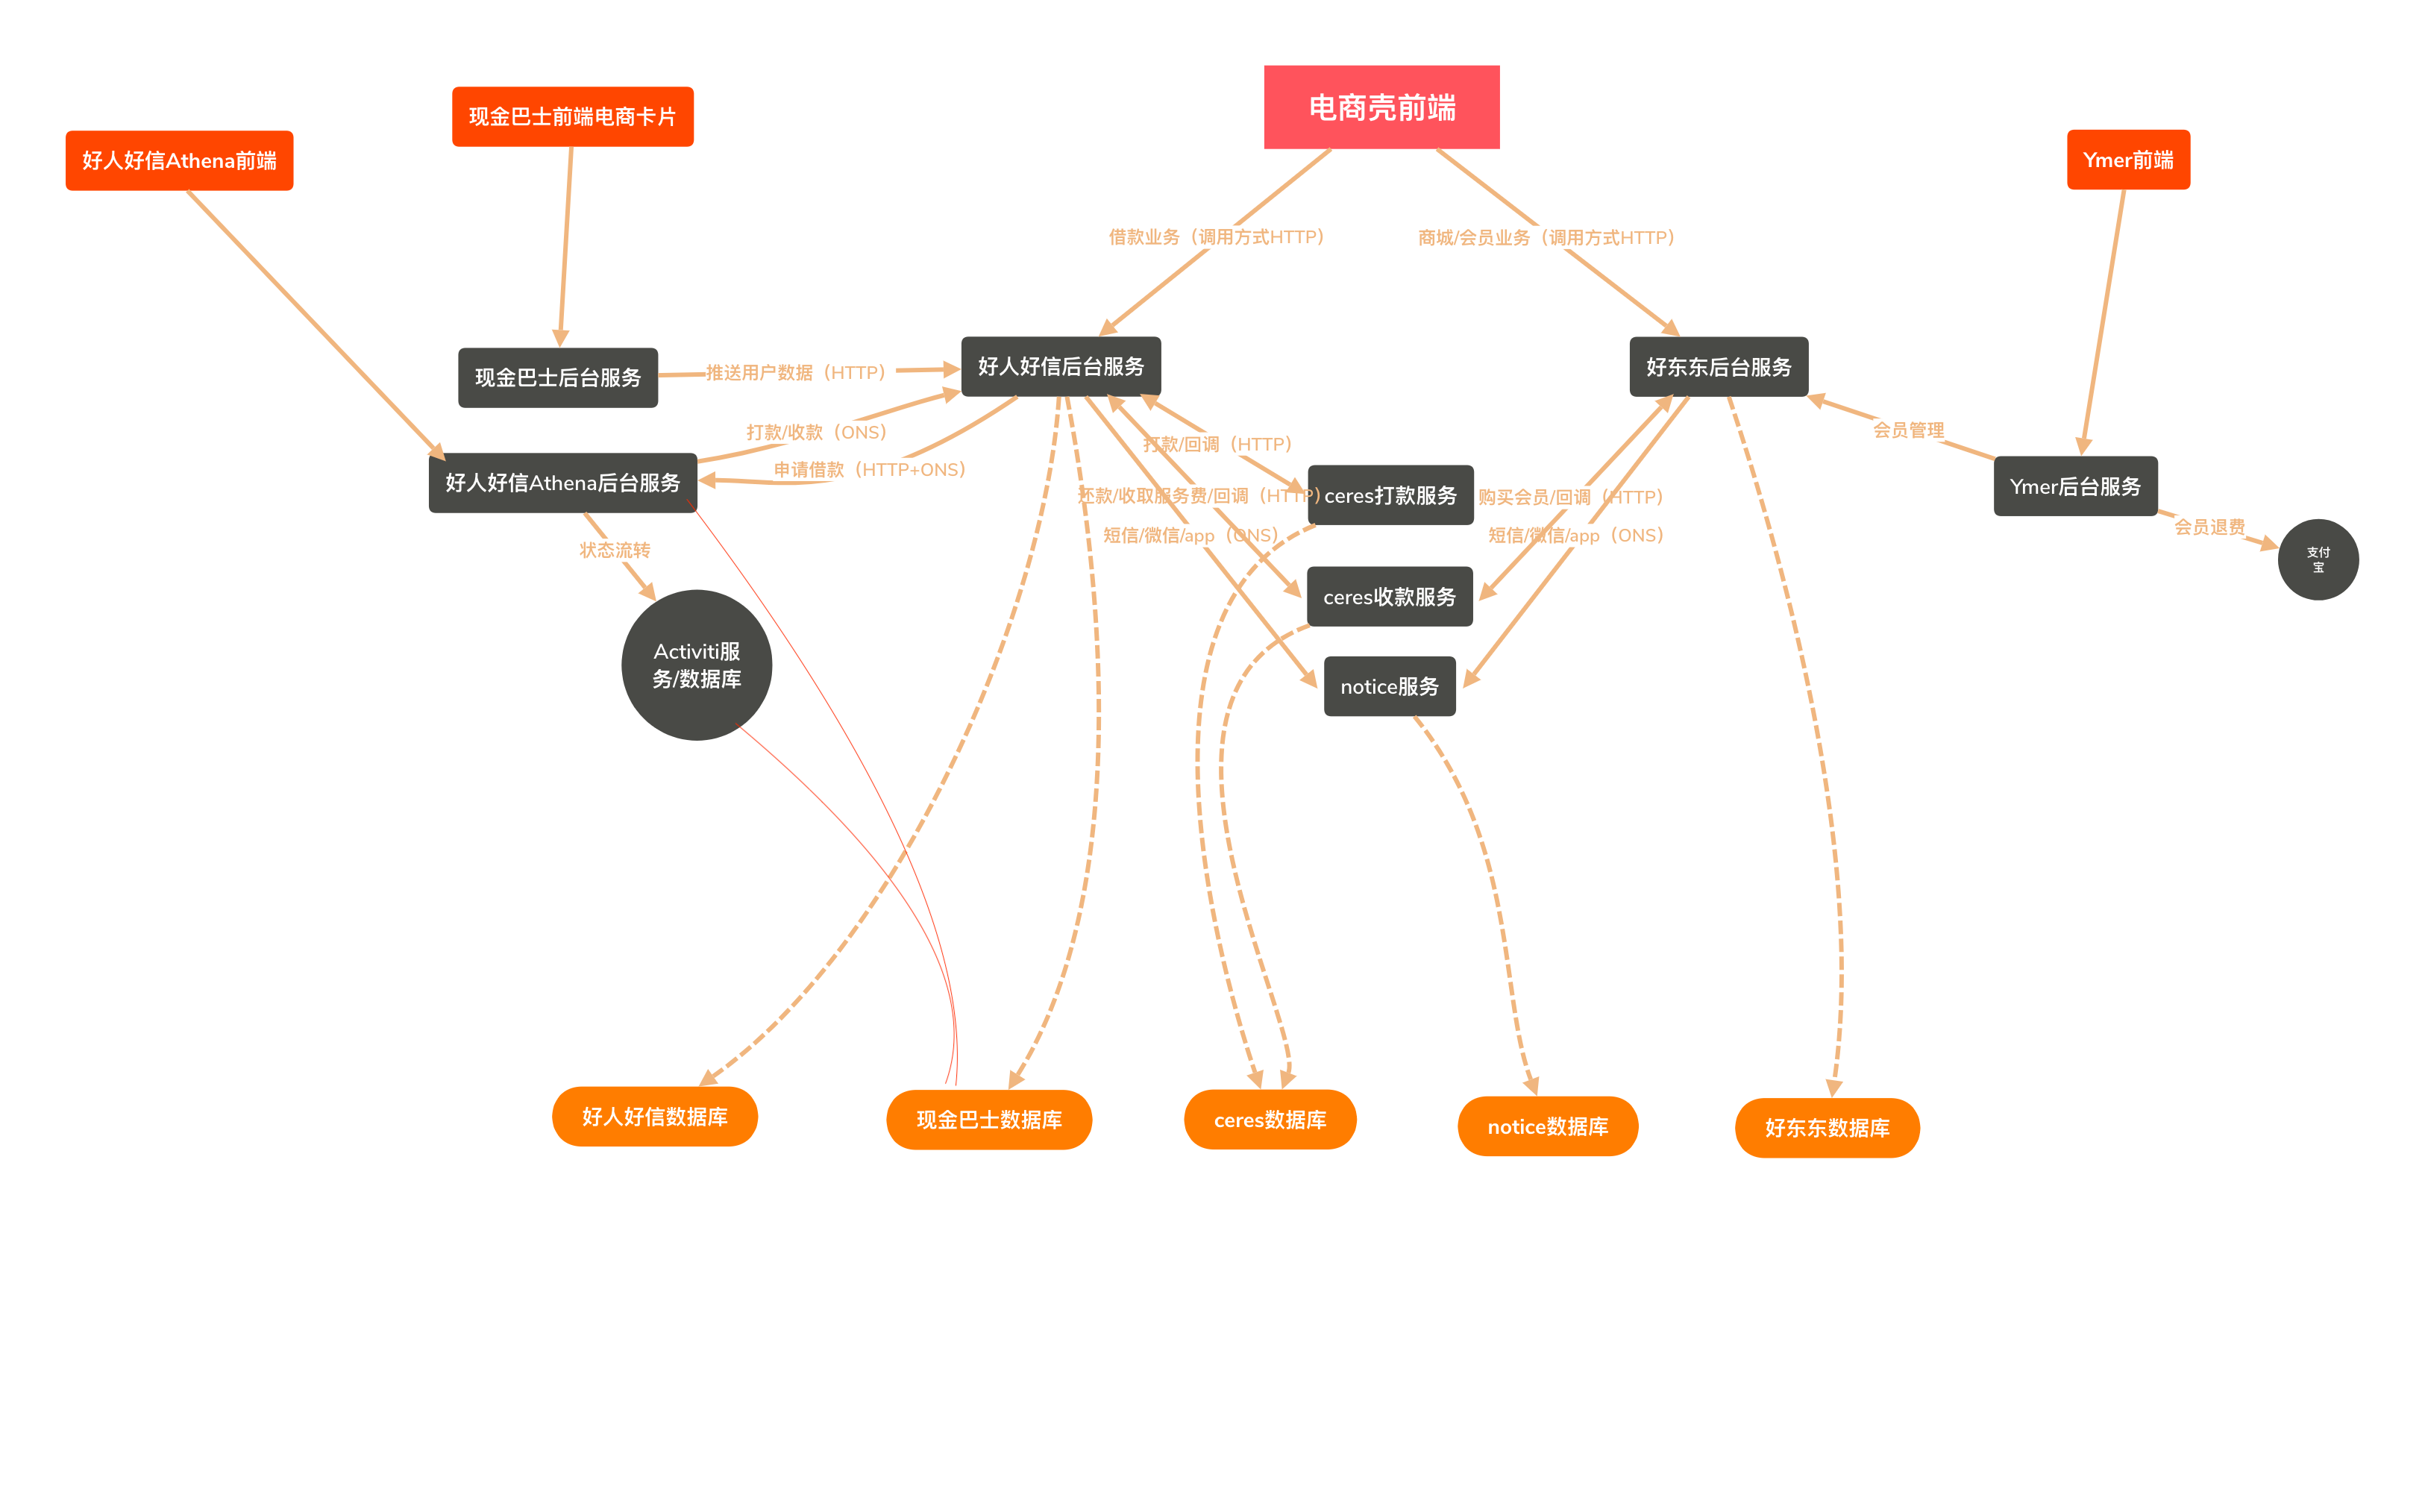 电商壳前端
现金巴士前端电商卡片
好人好信Athena前端
Ymer前端
借款业务（调用方式HTTP）
商城/会员业务（调用方式HTTP）
好人好信后台服务
好东东后台服务
现金巴士后台服务
推送用户数据（HTTP）
打款/收款（ONS）
会员管理
打款/回调（HTTP）
申请借款（HTTP+ONS）
好人好信Athena后台服务
Ymer后台服务
还款/收取服务费/回调（HTTP）
ceres打款服务
购买会员/回调（HTTP）
会员退费
短信/微信/app（ONS）
短信/微信/app（ONS）
状态流转
支付
宝
ceres收款服务
Activiti服
务/数据库
notice服务
好人好信数据库
现金巴士数据库
ceres数据库
notice数据库
好东东数据库